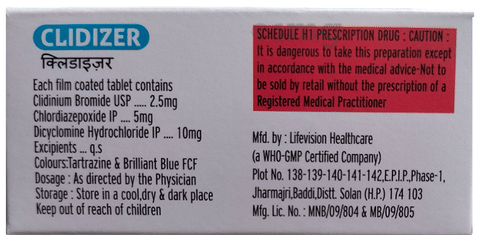 CLIDIZER
क्लिडाइज़र
Each film coated tablet contains
Clidinium Bromide USP ..... 2.5mg
Chlordiazepoxide IP .... 5mg
Dicyclomine Hydrochloride IP .... 10mg
Excipients ... q.s
Colours:Tartrazine & Brilliant Blue FCF
Dosage : As directed by the Physician
Storage : Store in a cool,dry & dark place
Keep out of reach of children
SCHEDULE H1 PRESCRIPTION DRUG : CAUTION :
It is dangerous to take this preparation except
in accordance with the medical advice-Not to
be sold by retail without the prescription of a
Registered Medical Practitioner
Mfd. by : Lifevision Healthcare
(a WHO-GMP Certified Company)
Plot No. 138-139-140-141-142,E.P.I.P.,Phase-1,
Jharmajri,Baddi,Distt. Solan (H.P.) 174 103
Mfg. Lic. No. : MNB/09/804 & MB/09/805